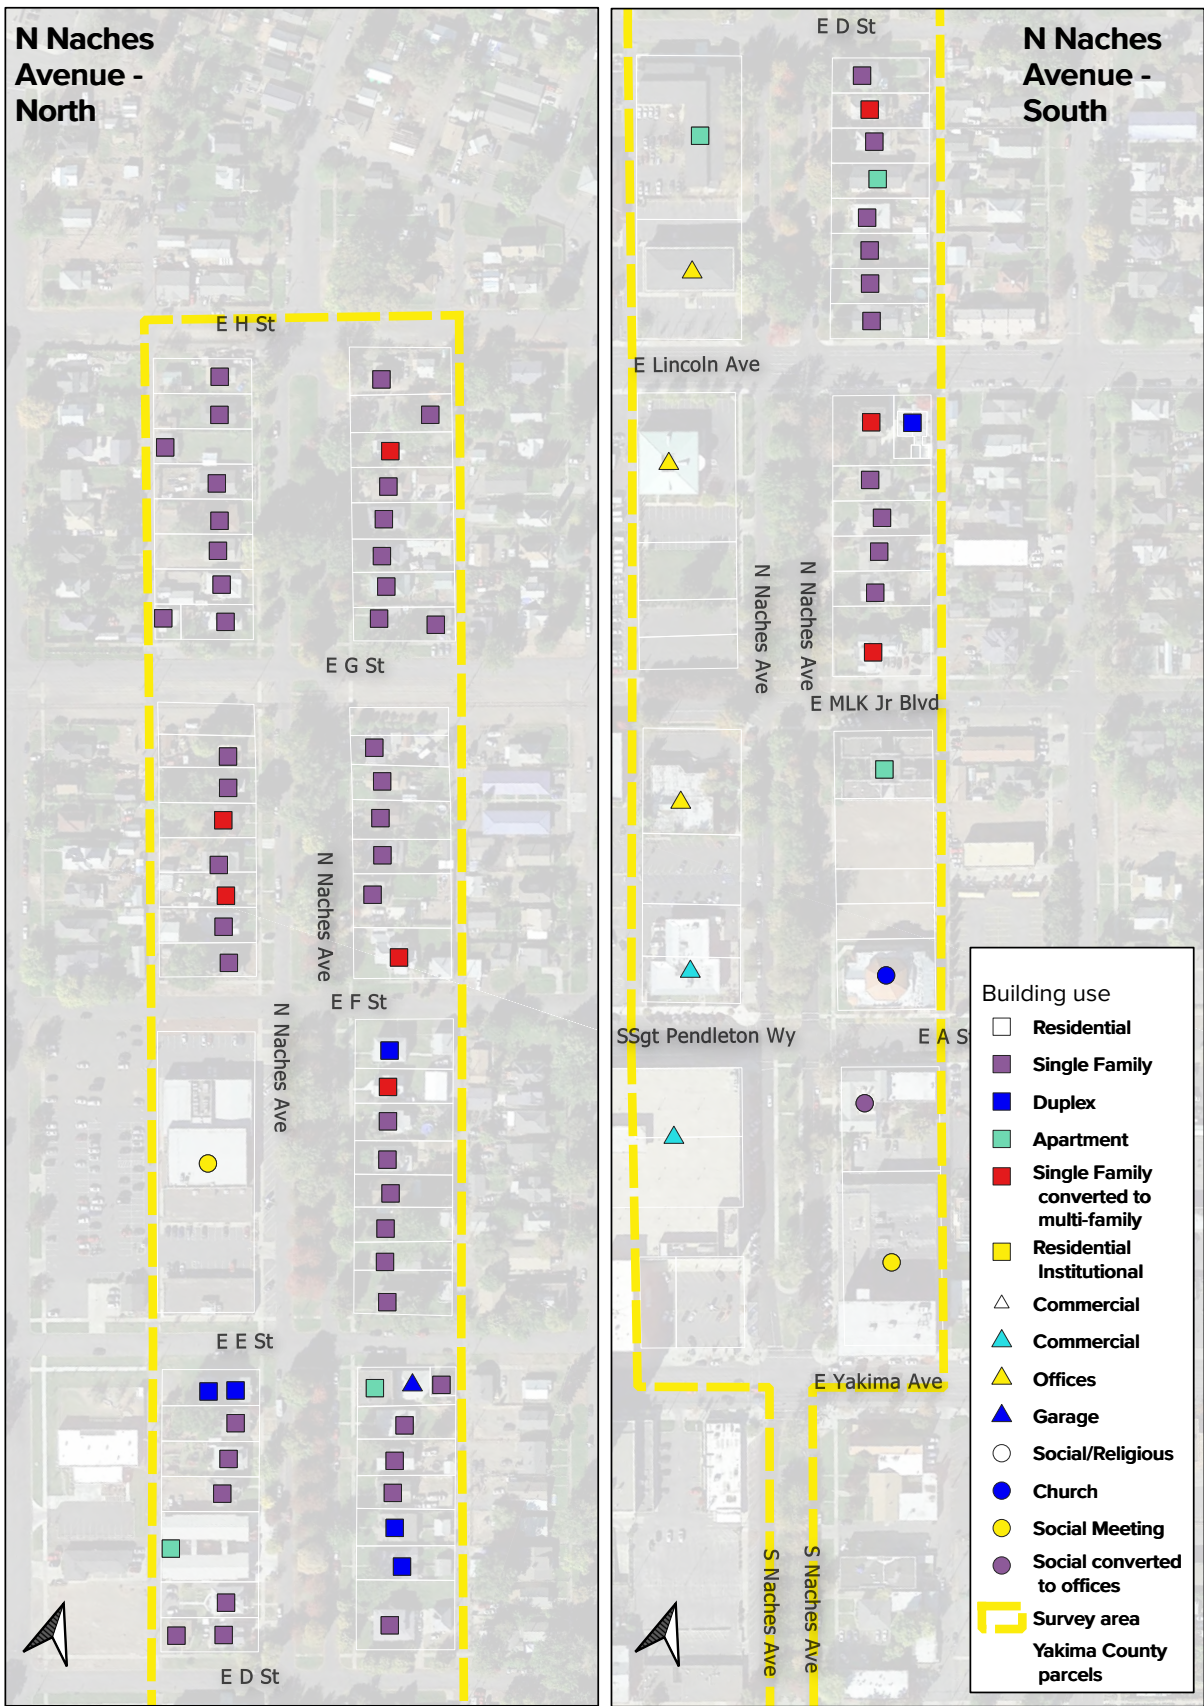 N Naches
Avenue -
North
E H St
E G St
N Naches Ave
E F St
N Naches Ave
E E St
E D St
N Naches
Avenue -
South
E D St
E Lincoln Ave
N Naches Ave
N Naches Ave
E MLK Jr Blvd
SSgt Pendleton Wy
E A St
E Yakima Ave
S Naches Ave
S Naches Ave
Building use
Residential
Single Family
Duplex
Apartment
Single Family
converted to
multi-family
Residential
Institutional
Commercial
Commercial
Offices
Garage
Social/Religious
Church
Social Meeting
Social converted
to offices
Survey area
Yakima County
parcels